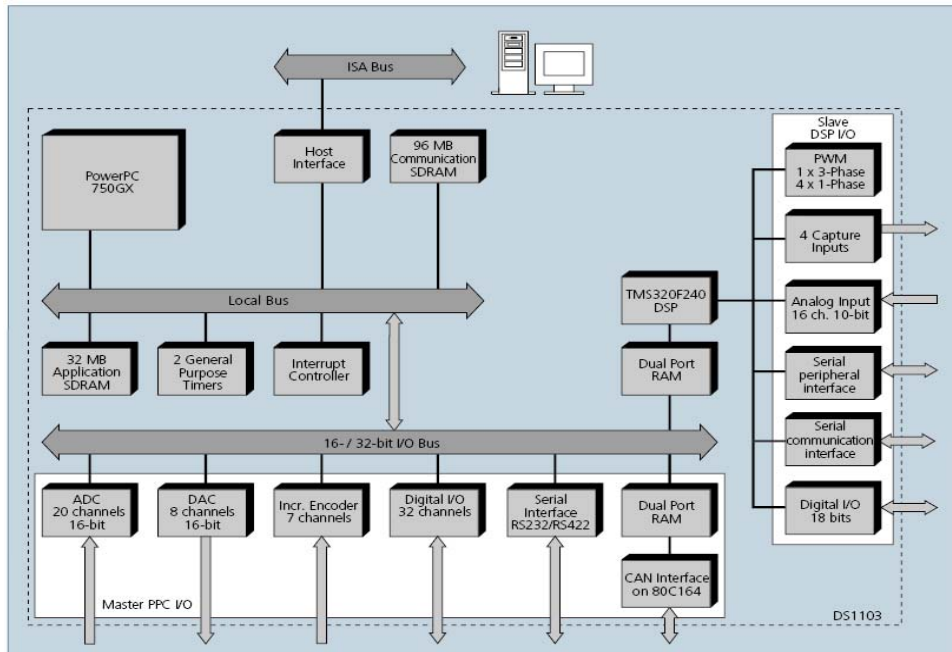 ISA Bus
PowerPC
750GX
Host
Interface
96 MB
Communication
SDRAM
Slave
DSP I/O
PWM
1 x 3-Phase
4 x 1-Phase
4 Capture
Inputs
Local Bus
TMS320F240
DSP
Analog Input
16 ch. 10-bit
32 MB
Application
SDRAM
2 General
Purpose
Timers
Interrupt
Controller
Dual Port
RAM
Serial
peripheral
interface
16- / 32-bit I/O Bus
Serial
communication
interface
ADC
20 channels
16-bit
DAC
8 channels
16-bit
Incr. Encoder
7 channels
Digital I/O
32 channels
Serial
Interface
RS232/RS422
Dual Port
RAM
Digital I/O
18 bits
CAN Interface
on 80C164
Master PPC I/O
DS1103